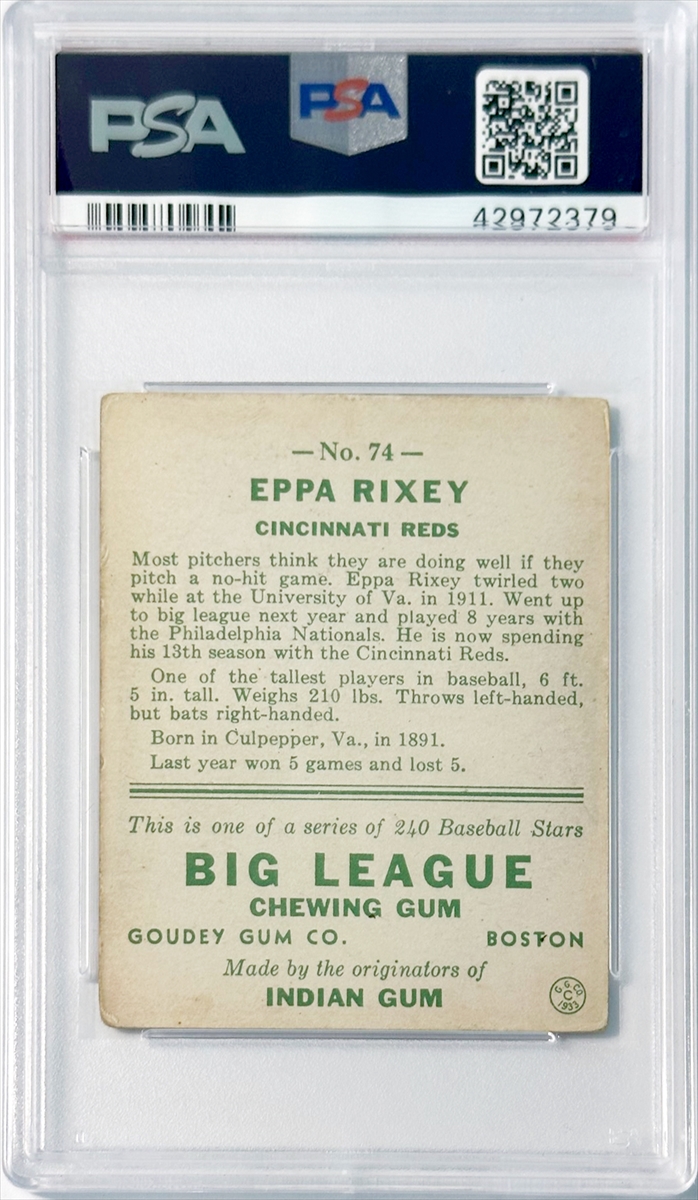 PSA
PSA
42972379
— No. 74 —
EPPA RIXEY
CINCINNATI REDS
Most pitchers think they are doing well if they
pitch a no-hit game. Eppa Rixey twirled two
while at the University of Va. in 1911. Went up
to big league next year and played 8 years with
the Philadelphia Nationals. He is now spending
his 13th season with the Cincinnati Reds.
One of the tallest players in baseball, 6 ft.
5 in. tall. Weighs 210 lbs. Throws left-handed,
but bats right-handed.
Born in Culpepper, Va., in 1891.
Last year won 5 games and lost 5.
This is one of a series of 240 Baseball Stars
BIG LEAGUE
CHEWING GUM
GOUDEY GUM CO. BOSTON
Made by the originators of
INDIAN GUM
G. G. CO.
C
1933